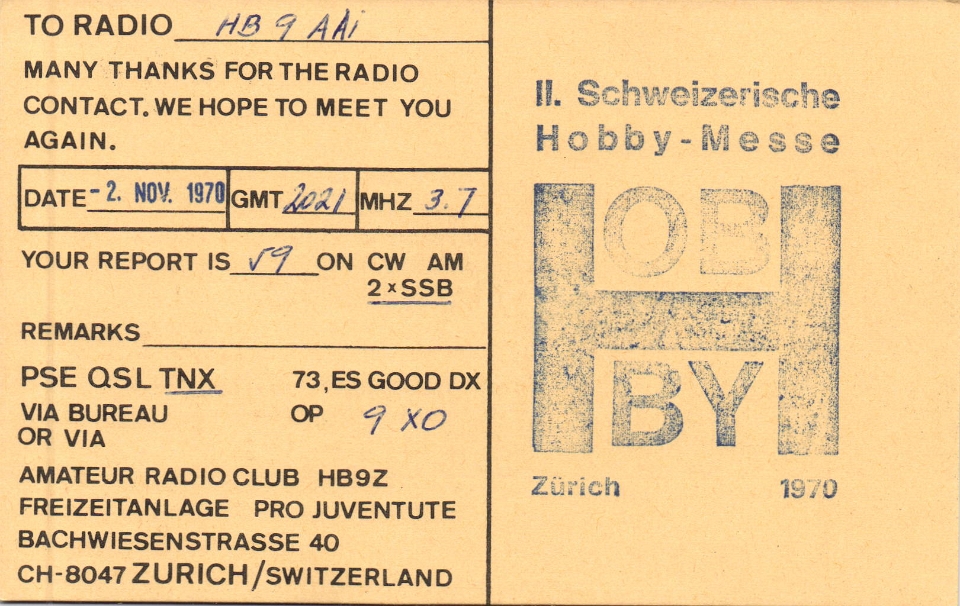 TO RADIO HB 9 AAi
MANY THANKS FOR THE RADIO
CONTACT. WE HOPE TO MEET YOU
AGAIN.
DATE -2. NOV. 1970 GMT 2021 MHZ 3.7
YOUR REPORT IS 59 ON CW AM
2 x SSB
REMARKS
PSE QSL TNX 73, ES GOOD DX
VIA BUREAU OP 9 XO
OR VIA
AMATEUR RADIO CLUB HB9Z
FREIZEITANLAGE PRO JUVENTUTE
BACHWIESENSTRASSE 40
CH-8047 ZURICH/SWITZERLAND
II. Schweizerische
Hobby-Messe
HOB
BY
Zürich 1970